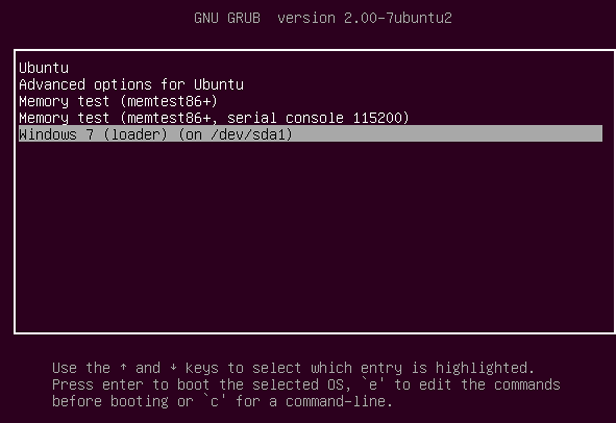 GNU GRUB  version 2.00-7ubuntu2
Ubuntu
Advanced options for Ubuntu
Memory test (memtest86+)
Memory test (memtest86+, serial console 115200)
Windows 7 (loader) (on /dev/sda1)
Use the ↑ and ↓ keys to select which entry is highlighted.
Press enter to boot the selected OS, `e' to edit the commands
before booting or `c' for a command-line.